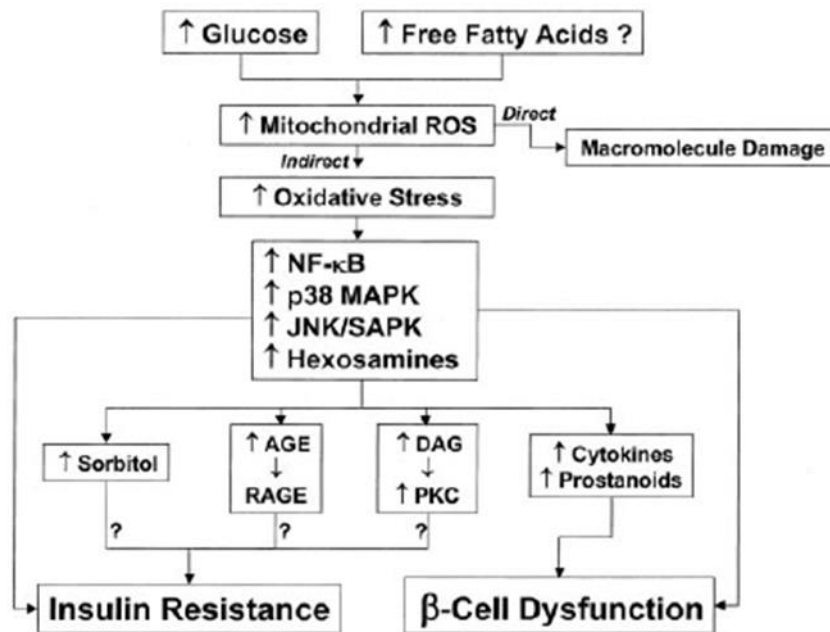 ↑ Glucose
↑ Free Fatty Acids ?
↑ Mitochondrial ROS
Direct
Macromolecule Damage
Indirect
↑ Oxidative Stress
↑ NF-κB
↑ p38 MAPK
↑ JNK/SAPK
↑ Hexosamines
↑ Sorbitol
↑ AGE
↓
RAGE
↑ DAG
↓
↑ PKC
↑ Cytokines
↑ Prostanoids
?
?
?
Insulin Resistance
β-Cell Dysfunction